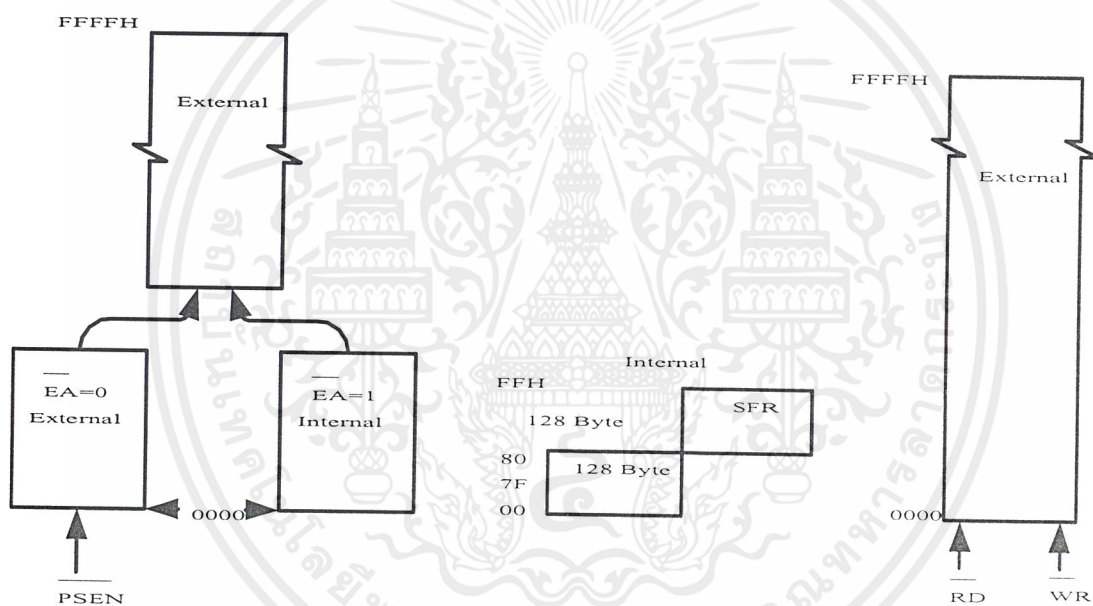 FFFFH
External
EA=0
External
EA=1
Internal
0000
PSEN
Internal
FFH
128 Byte
SFR
80
128 Byte
7F
00
FFFFH
External
0000
RD
WR